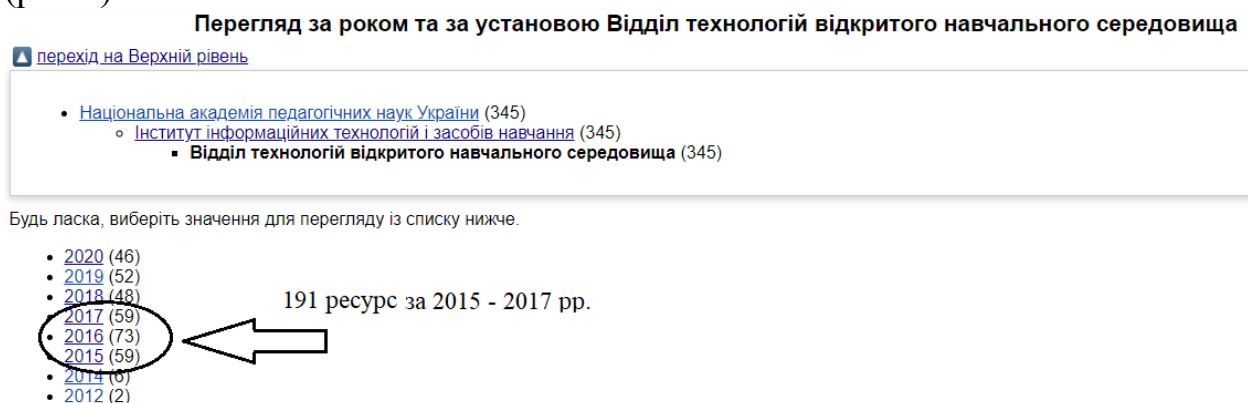 Перегляд за роком та за установою Відділ технологій відкритого навчального середовища
перехід на Верхній рівень
Національна академія педагогічних наук України (345)
Інститут інформаційних технологій і засобів навчання (345)
Відділ технологій відкритого навчального середовища (345)
Будь ласка, виберіть значення для перегляду із списку нижче.
2020 (46)
2019 (52)
2018 (48)
191 ресурс за 2015 - 2017 рр.
2017 (59)
2016 (73)
2015 (59)
2014 (6)
2012 (2)